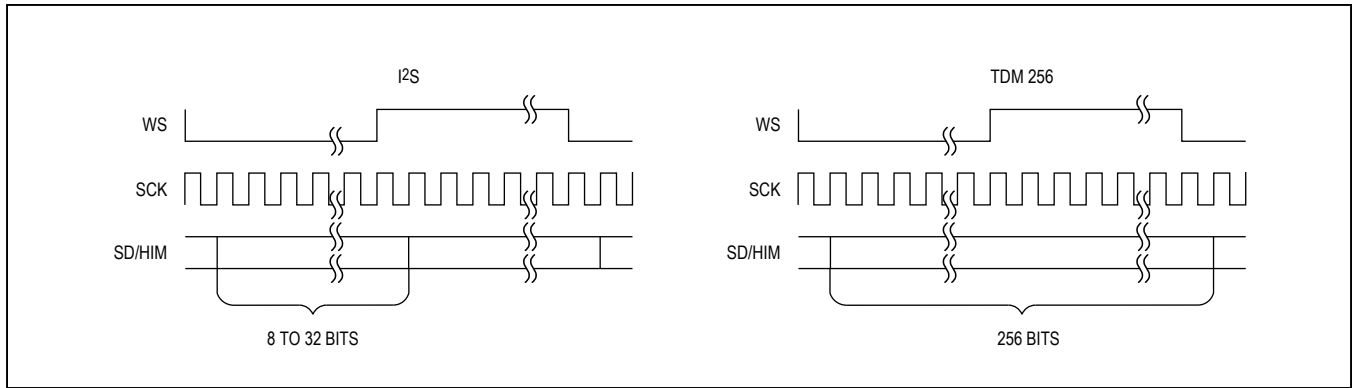 I²S
WS
SCK
SD/HIM
8 TO 32 BITS
TDM 256
WS
SCK
SD/HIM
256 BITS